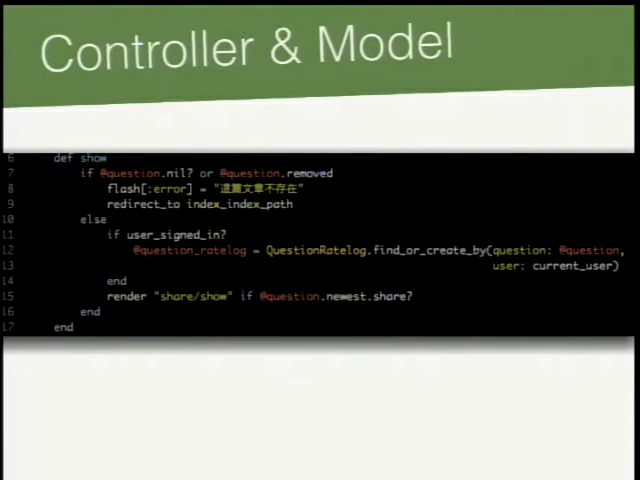 Controller & Model
6 def show
7 if @question.nil? or @question.removed
8 flash[:error] = "這篇文章不存在"
9 redirect_to index_index_path
10 else
11 if user_signed_in?
12 @question_ratelog = QuestionRatelog.find_or_create_by(question: @question,
13 user: current_user)
14 end
15 render "share/show" if @question.newest.share?
16 end
17 end